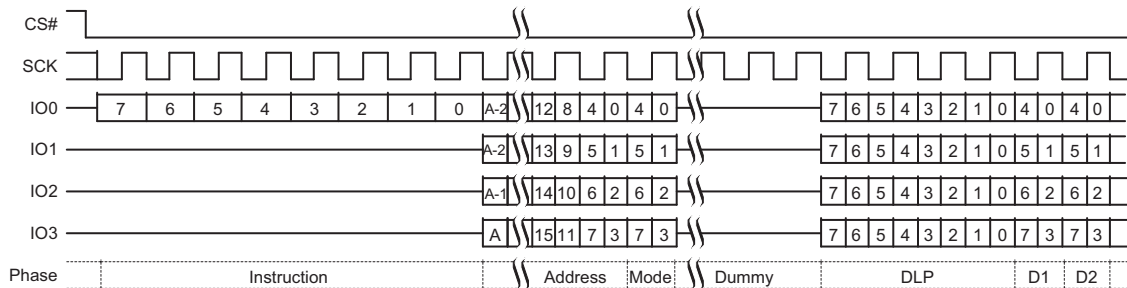 CS#
SCK
IO0 7 6 5 4 3 2 1 0 A-2 12 8 4 0 4 0 7 6 5 4 3 2 1 0 4 0 4 0
IO1 A-2 13 9 5 1 5 1 7 6 5 4 3 2 1 0 5 1 5 1
IO2 A-1 14 10 6 2 6 2 7 6 5 4 3 2 1 0 6 2 6 2
IO3 A 15 11 7 3 7 3 7 6 5 4 3 2 1 0 7 3 7 3
Phase Instruction Address Mode Dummy DLP D1 D2